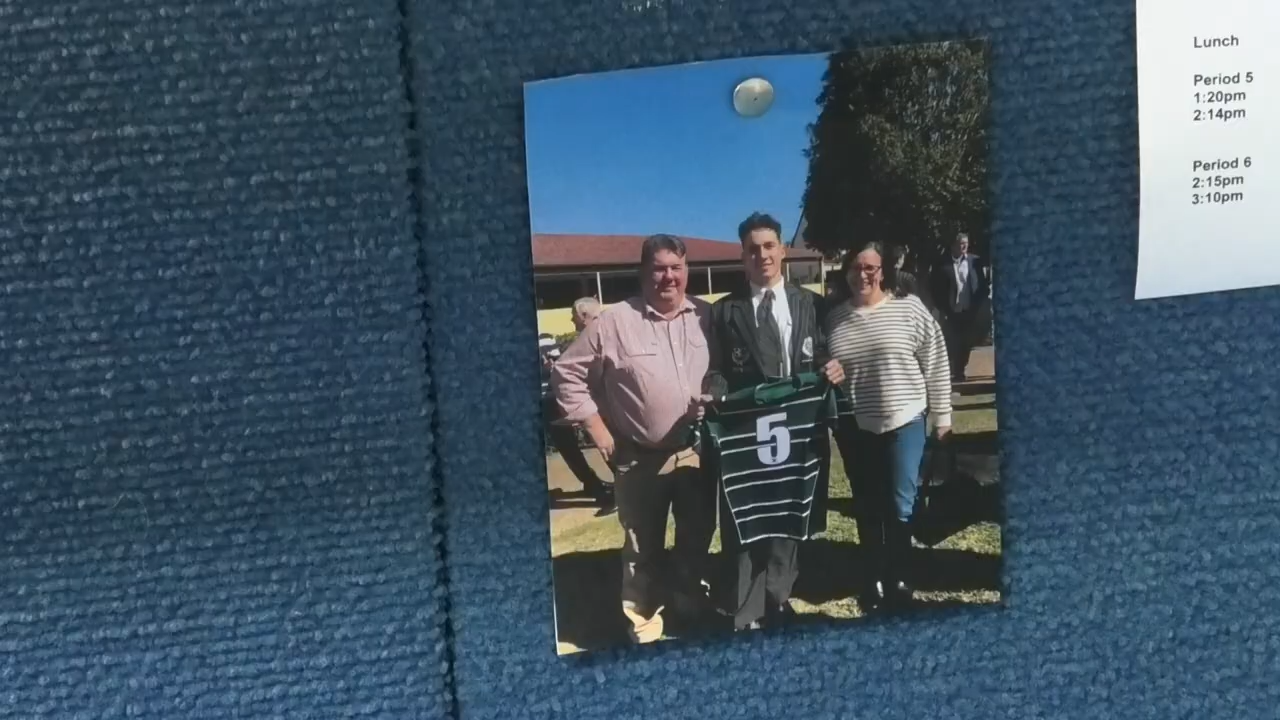 5
Lunch
Period 5
1:20pm
2:14pm
Period 6
2:15pm
3:10pm